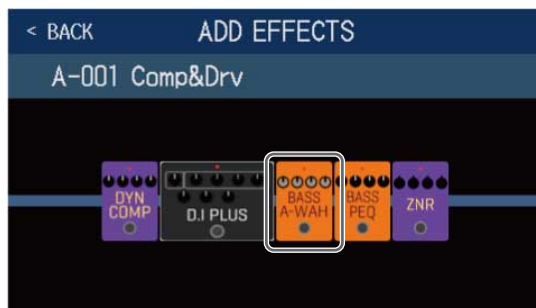 < BACK ADD EFFECTS
A-001 Comp&Drv
DYN
COMP
D.I PLUS
BASS
A-WAH
BASS
PEQ
ZNR